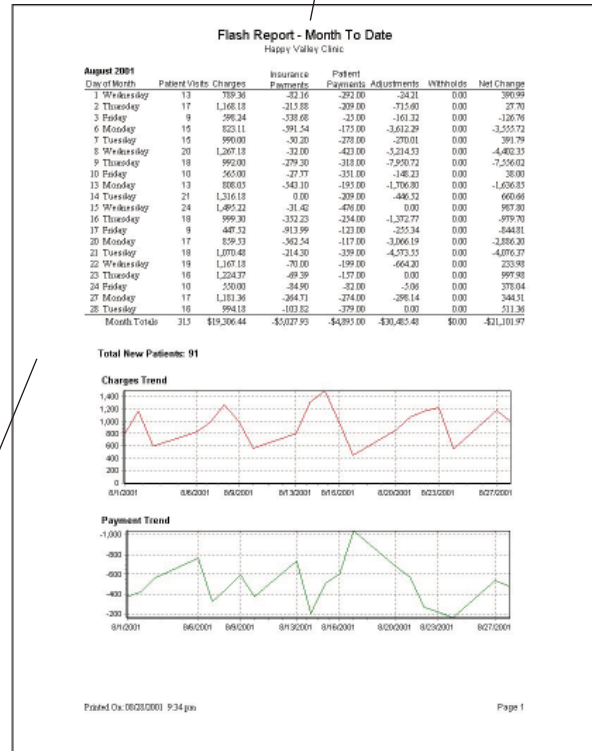 Flash Report - Month To Date
Happy Valley Clinic
August 2001
Insurance Patient
Day of Month Patient Visits Charges Payments Payments Adjustments Withholds Net Change
1 Wednesday 13 789.36 -82.16 -292.00 -24.21 0.00 390.99
2 Thursday 17 1,168.18 -215.88 -209.00 -715.60 0.00 27.70
3 Friday 9 598.24 -538.68 -25.00 -161.32 0.00 -126.76
6 Monday 15 823.11 -591.54 -175.00 -3,612.29 0.00 -3,555.72
7 Tuesday 15 990.00 -50.20 -278.00 -270.01 0.00 391.79
8 Wednesday 20 1,267.18 -32.00 -423.00 -5,214.53 0.00 -4,402.35
9 Thursday 18 992.00 -279.30 -318.00 -7,950.72 0.00 -7,556.02
10 Friday 10 565.00 -27.77 -351.00 -148.23 0.00 38.00
13 Monday 13 808.05 -543.10 -195.00 -1,706.80 0.00 -1,636.85
14 Tuesday 21 1,316.18 0.00 -209.00 -446.52 0.00 660.66
15 Wednesday 24 1,495.22 -31.42 -476.00 0.00 0.00 987.80
16 Thursday 18 999.30 -352.23 -254.00 -1,372.77 0.00 -979.70
17 Friday 9 447.52 -913.99 -123.00 -255.34 0.00 -844.81
20 Monday 17 859.53 -562.54 -117.00 -3,066.19 0.00 -2,886.20
21 Tuesday 18 1,070.48 -214.30 -359.00 -4,573.55 0.00 -4,076.37
22 Wednesday 19 1,167.18 -70.00 -199.00 -664.20 0.00 233.98
23 Thursday 16 1,224.37 -69.39 -157.00 0.00 0.00 997.98
24 Friday 10 550.00 -84.90 -82.00 -5.06 0.00 378.04
27 Monday 17 1,181.36 -264.71 -274.00 -298.14 0.00 344.51
28 Tuesday 16 994.18 -103.82 -379.00 0.00 0.00 511.36
Month Totals 315 $19,306.44 -$5,027.93 -$4,895.00 -$30,485.48 $0.00 -$21,101.97
Total New Patients: 91
Charges Trend
1,400
1,200
1,000
800
600
400
200
0
8/1/2001 8/6/2001 8/9/2001 8/13/2001 8/16/2001 8/20/2001 8/23/2001 8/27/2001
Payment Trend
-1,000
-800
-600
-400
-200
8/1/2001 8/6/2001 8/9/2001 8/13/2001 8/16/2001 8/20/2001 8/23/2001 8/27/2001
Printed On: 08/28/2001 9:34 pm Page 1